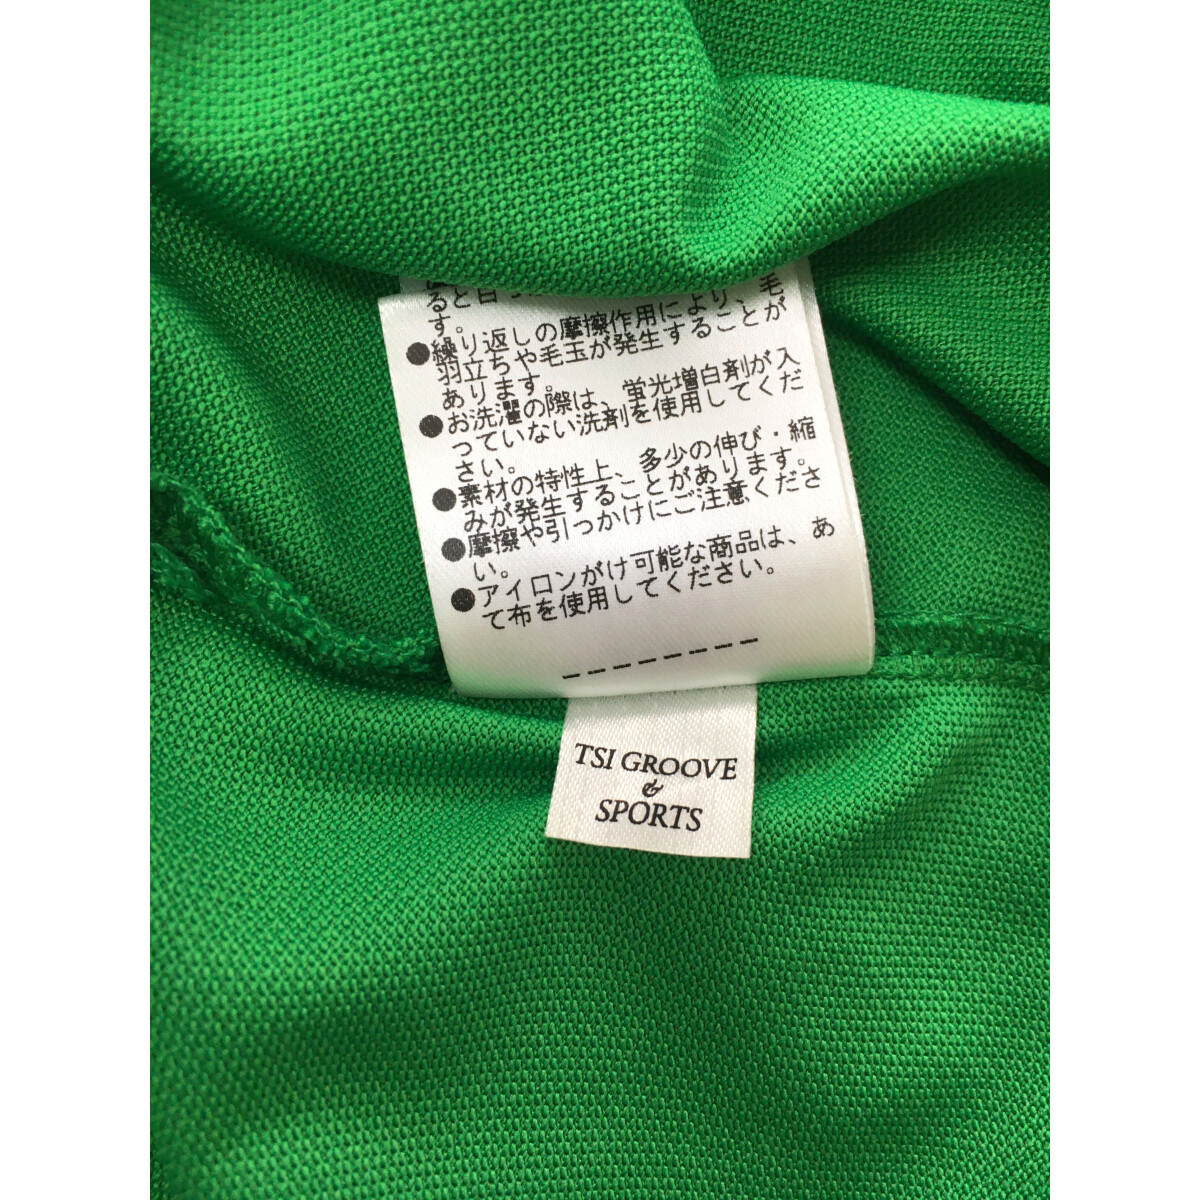 ると白っ
す。
●繰り返しの摩擦作用により、毛
羽立ちや毛玉が発生することが
あります。
●お洗濯の際は、蛍光増白剤が入
っていない洗剤を使用してくだ
さい。
●素材の特性上、多少の伸び・縮
みが発生することがあります。
●摩擦や引っかけにご注意くださ
い。
●アイロンがけ可能な商品は、あ
て布を使用してください。
--------
TSI GROOVE
&
SPORTS